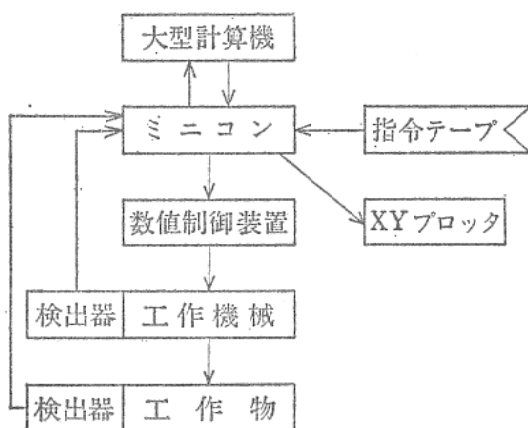 大型計算機
ミニコン
指令テープ
数値制御装置
XYプロッタ
検出器
工作機械
検出器
工作物